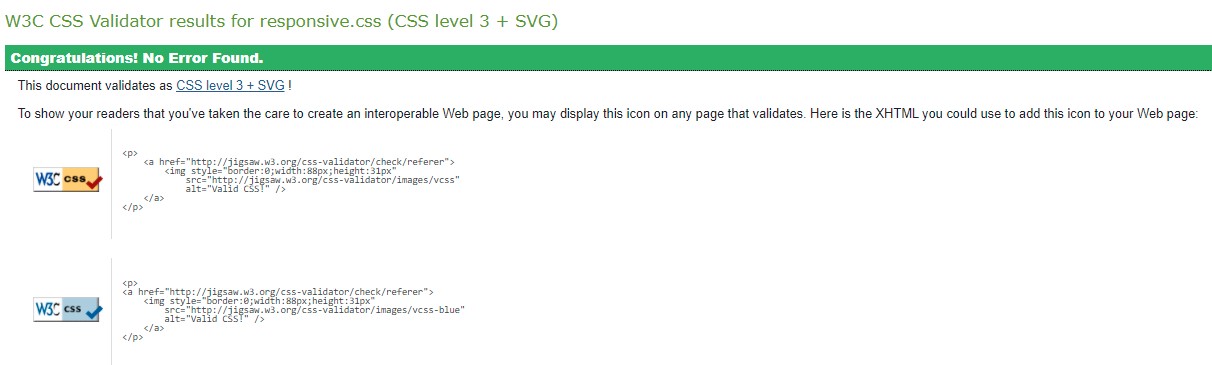 W3C CSS Validator results for responsive.css (CSS level 3 + SVG)
Congratulations! No Error Found.
This document validates as CSS level 3 + SVG !
To show your readers that you've taken the care to create an interoperable Web page, you may display this icon on any page that validates. Here is the XHTML you could use to add this icon to your Web page:
W3C css
<p>
<a href="http://jigsaw.w3.org/css-validator/check/referer">
<img style="border:0;width:88px;height:31px"
src="http://jigsaw.w3.org/css-validator/images/vcss"
alt="Valid CSS!" />
</a>
</p>
W3C css
<p>
<a href="http://jigsaw.w3.org/css-validator/check/referer">
<img style="border:0;width:88px;height:31px"
src="http://jigsaw.w3.org/css-validator/images/vcss-blue"
alt="Valid CSS!" />
</a>
</p>